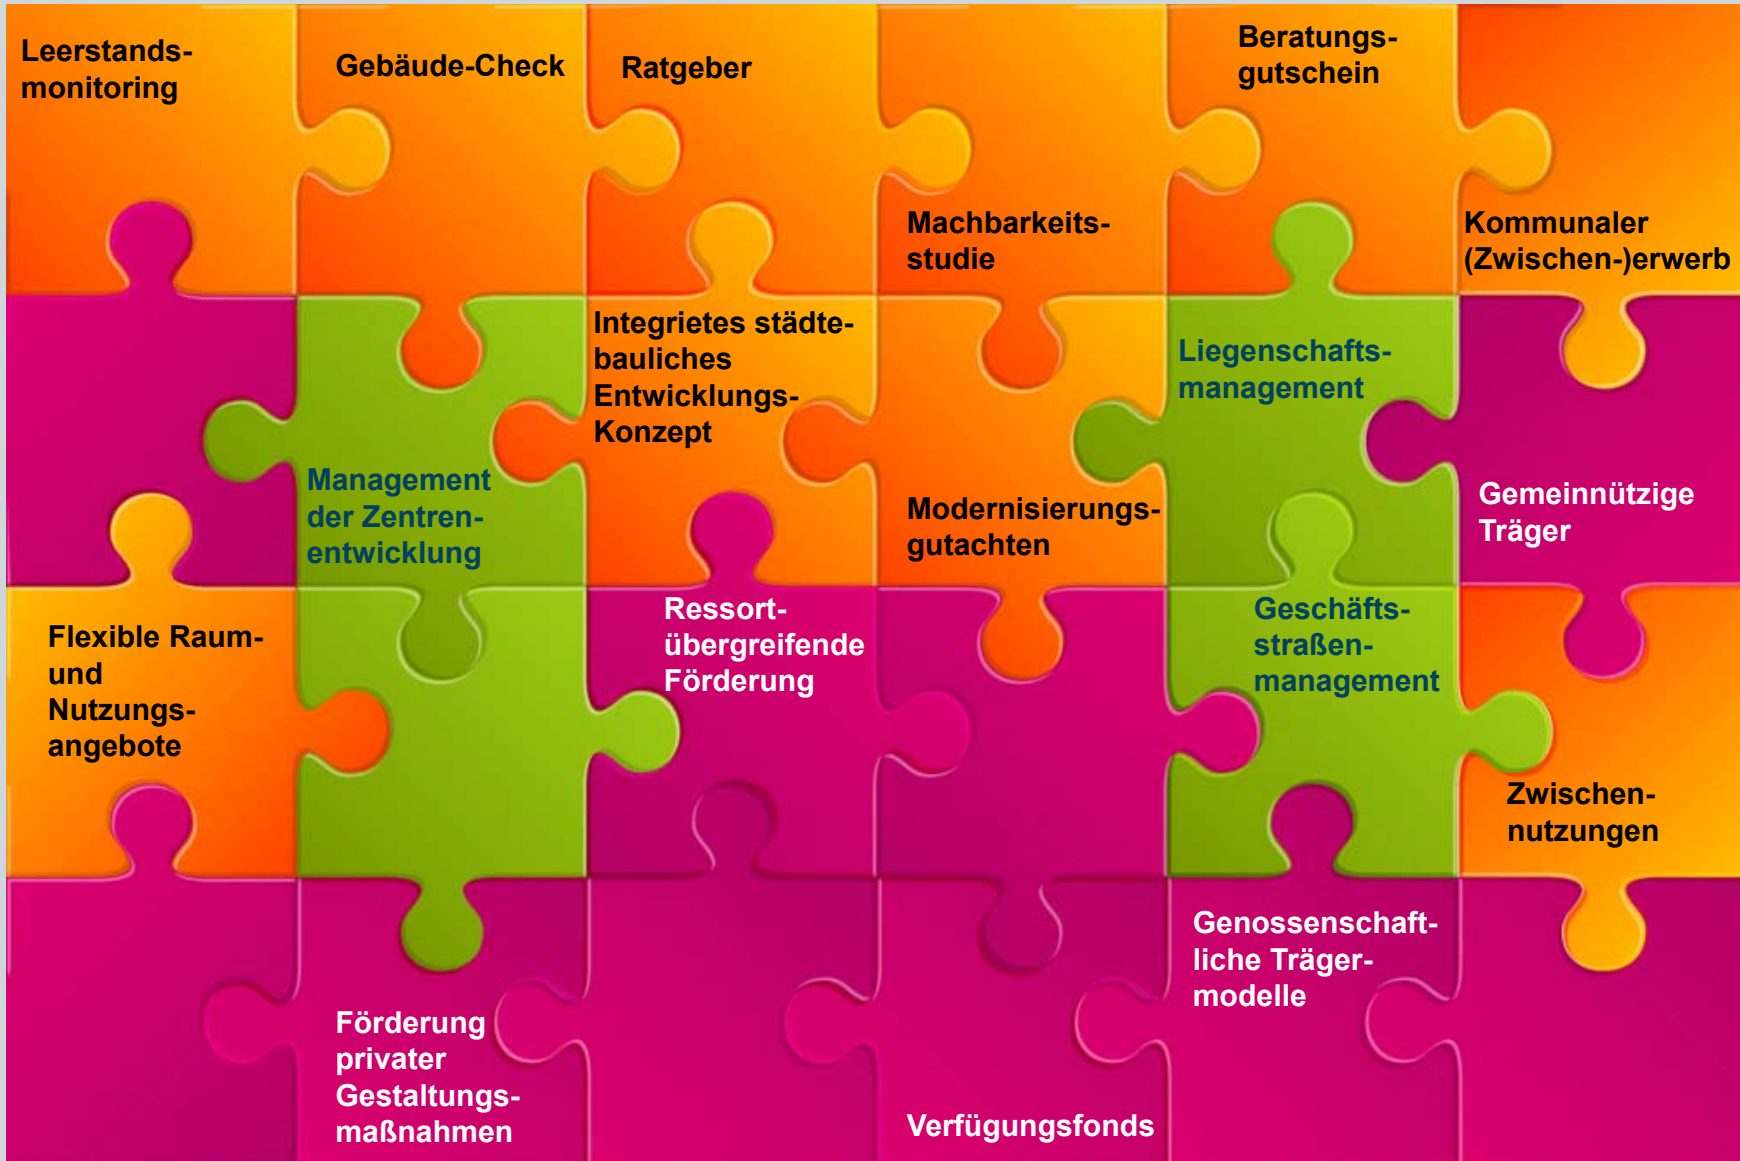 Leerstands-
monitoring
Gebäude-Check
Ratgeber
Beratungs-
gutschein
Machbarkeits-
studie
Kommunaler
(Zwischen-)erwerb
Integrietes städte-
bauliches
Entwicklungs-
Konzept
Liegenschafts-
management
Management
der Zentren-
entwicklung
Modernisierungs-
gutachten
Gemeinnützige
Träger
Flexible Raum-
und
Nutzungs-
angebote
Ressort-
übergreifende
Förderung
Geschäfts-
straßen-
management
Zwischen-
nutzungen
Förderung
privater
Gestaltungs-
maßnahmen
Verfügungsfonds
Genossenschaft-
liche Träger-
modelle